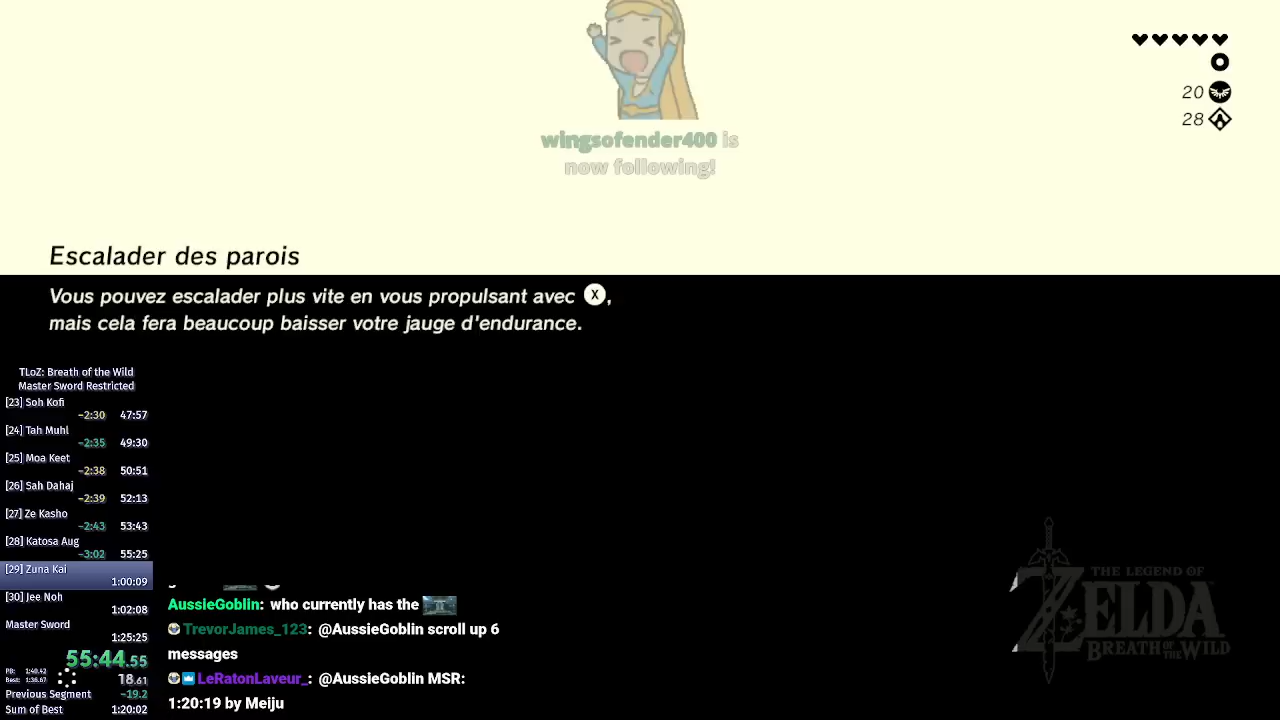 wingsofender400 is
now following!
20
28
Escalader des parois
Vous pouvez escalader plus vite en vous propulsant avec X,
mais cela fera beaucoup baisser votre jauge d'endurance.
TLoZ: Breath of the Wild
Master Sword Restricted
[23] Soh Kofi
-2:30 47:57
[24] Tah Muhl
-2:35 49:30
[25] Moa Keet
-2:38 50:51
[26] Sah Dahaj
-2:39 52:13
[27] Ze Kasho
-2:43 53:43
[28] Katosa Aug
-3:02 55:25
[29] Zuna Kai
1:00:09
[30] Jee Noh
1:02:08
Master Sword
1:25:25
55:44.55
18.61
Previous Segment -19.2
Sum of Best 1:20:02
AussieGoblin: who currently has the
TrevorJames_123: @AussieGoblin scroll up 6
messages
LeRatonLaveur_: @AussieGoblin MSR:
1:20:19 by Meiju
THE LEGEND OF
ZELDA
BREATH OF THE WILD